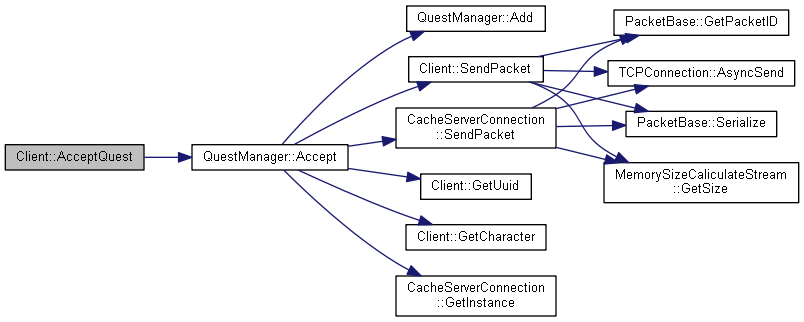 Client::AcceptQuest
QuestManager::Accept
QuestManager::Add
Client::SendPacket
CacheServerConnection
::SendPacket
Client::GetUuid
Client::GetCharacter
CacheServerConnection
::GetInstance
PacketBase::GetPacketID
TCPConnection::AsyncSend
PacketBase::Serialize
MemorySizeCaliculateStream
::GetSize